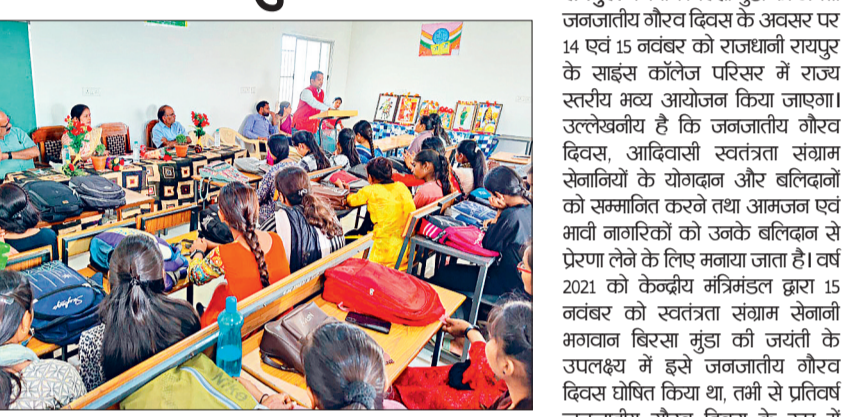 जनजातीय गौरव दिवस के अवसर पर
14 एवं 15 नवंबर को राजधानी रायपुर
के साइंस कॉलेज परिसर में राज्य
स्तरीय भव्य आयोजन किया जाएगा।
उल्लेखनीय है कि जनजातीय गौरव
दिवस, आदिवासी स्वतंत्रता संग्राम
सेनानियों के योगदान और बलिदानों
को सम्मानित करने तथा आमजन एवं
भावी नागरिकों को उनके बलिदान से
प्रेरणा लेने के लिए मनाया जाता है। वर्ष
2021 को केन्द्रीय मंत्रिमंडल द्वारा 15
नवंबर को स्वतंत्रता संग्राम सेनानी
भगवान बिरसा मुंडा की जयंती के
उपलक्ष्य में इसे जनजातीय गौरव
दिवस घोषित किया था, तभी से प्रतिवर्ष